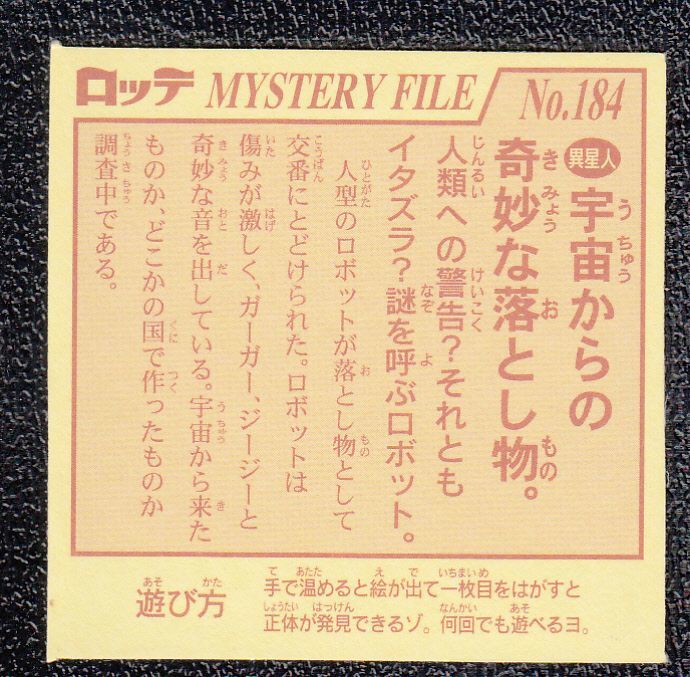 ロッテ MYSTERY FILE No.184
異星人 宇宙からの
奇妙な落とし物。
人類への警告？それとも
イタズラ？謎を呼ぶロボット。
人型のロボットが落とし物として
交番にとどけられた。ロボットは
傷みが激しく、ガーガー、ジージーと
奇妙な音を出している。宇宙から来た
ものか、どこかの国で作ったものか
調査中である。
遊び方
手で温めると絵が出て一枚目をはがすと
正体が発見できるゾ。何回でも遊べるヨ。